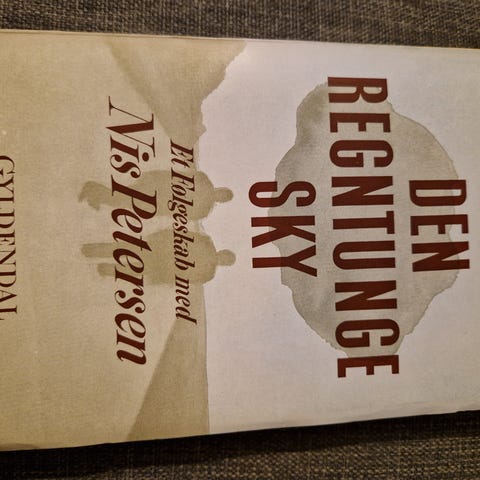 DEN
REGNTUNGE
SKY
Et Følgeskab med
Nis Petersen
GYLDENDAL